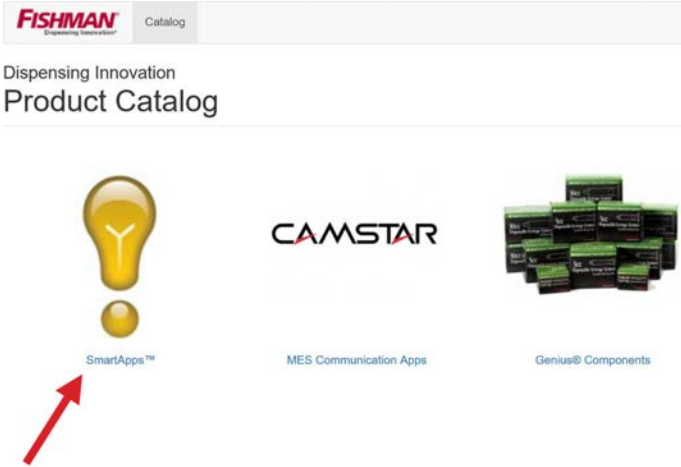 FISHMAN®
Dispensing Innovation®
Catalog
Dispensing Innovation
Product Catalog
CAMSTAR
SmartApps™
MES Communication Apps
Genius® Components